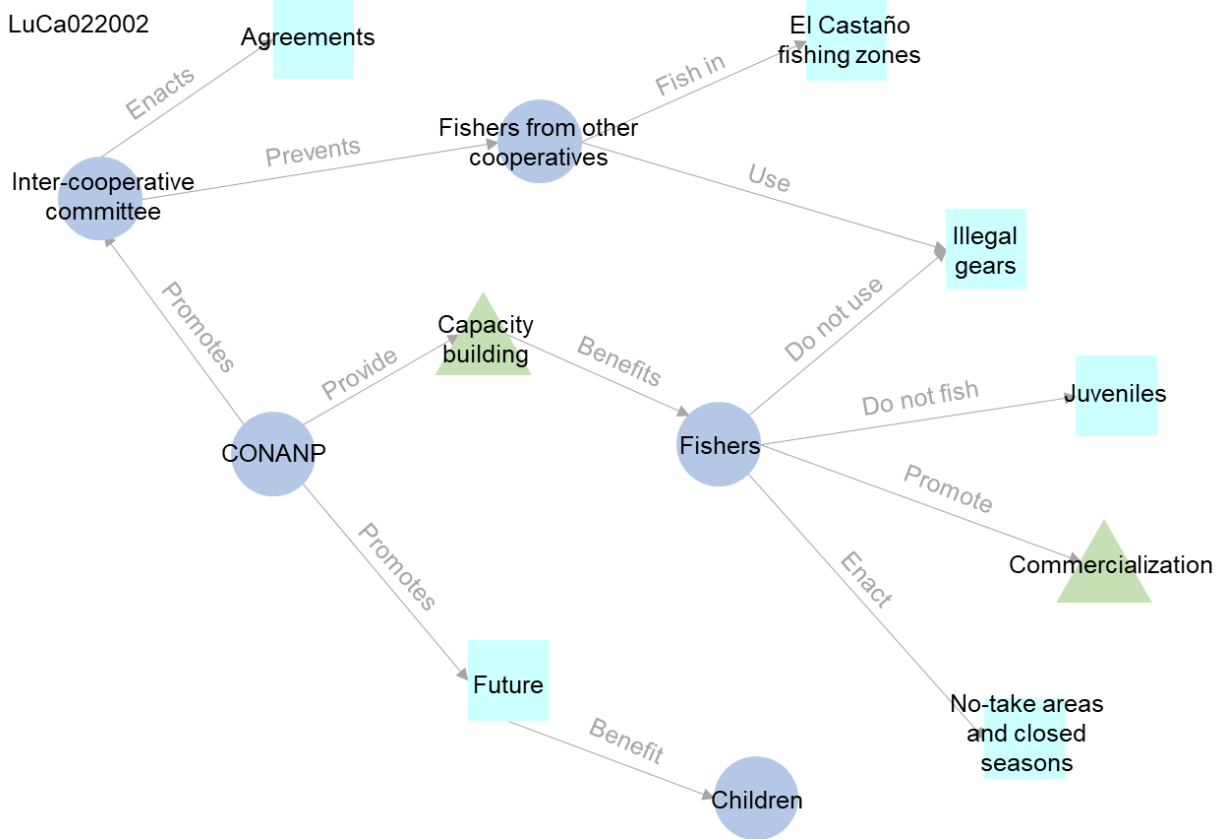 LuCa022002
Agreements
El Castaño
fishing zones
Enacts
Fish in
Fishers from other
cooperatives
Prevents
Inter-cooperative
committee
Use
Illegal
gears
Promotes
Capacity
building
Do not use
Provide
Benefits
Do not fish
Juveniles
CONANP
Fishers
Promote
Commercialization
Promotes
Enact
Future
No-take areas
and closed
seasons
Benefit
Children